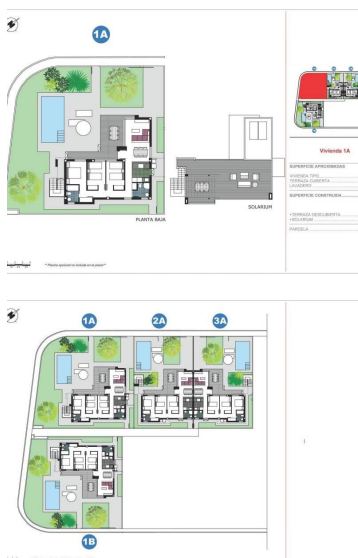 1A
PLANTA BAJA
SOLARIUM
Vivienda 1A
SUPERFICIE APROXIMADAS
VIVIENDA TIPO
TERRAZA CUBIERTA
LAVADERO
SUPERFICIE CONSTRUIDA
+TERRAZA DESCUBIERTA
+SOLARIUM
PARCELA
1A
2A
3A
1B